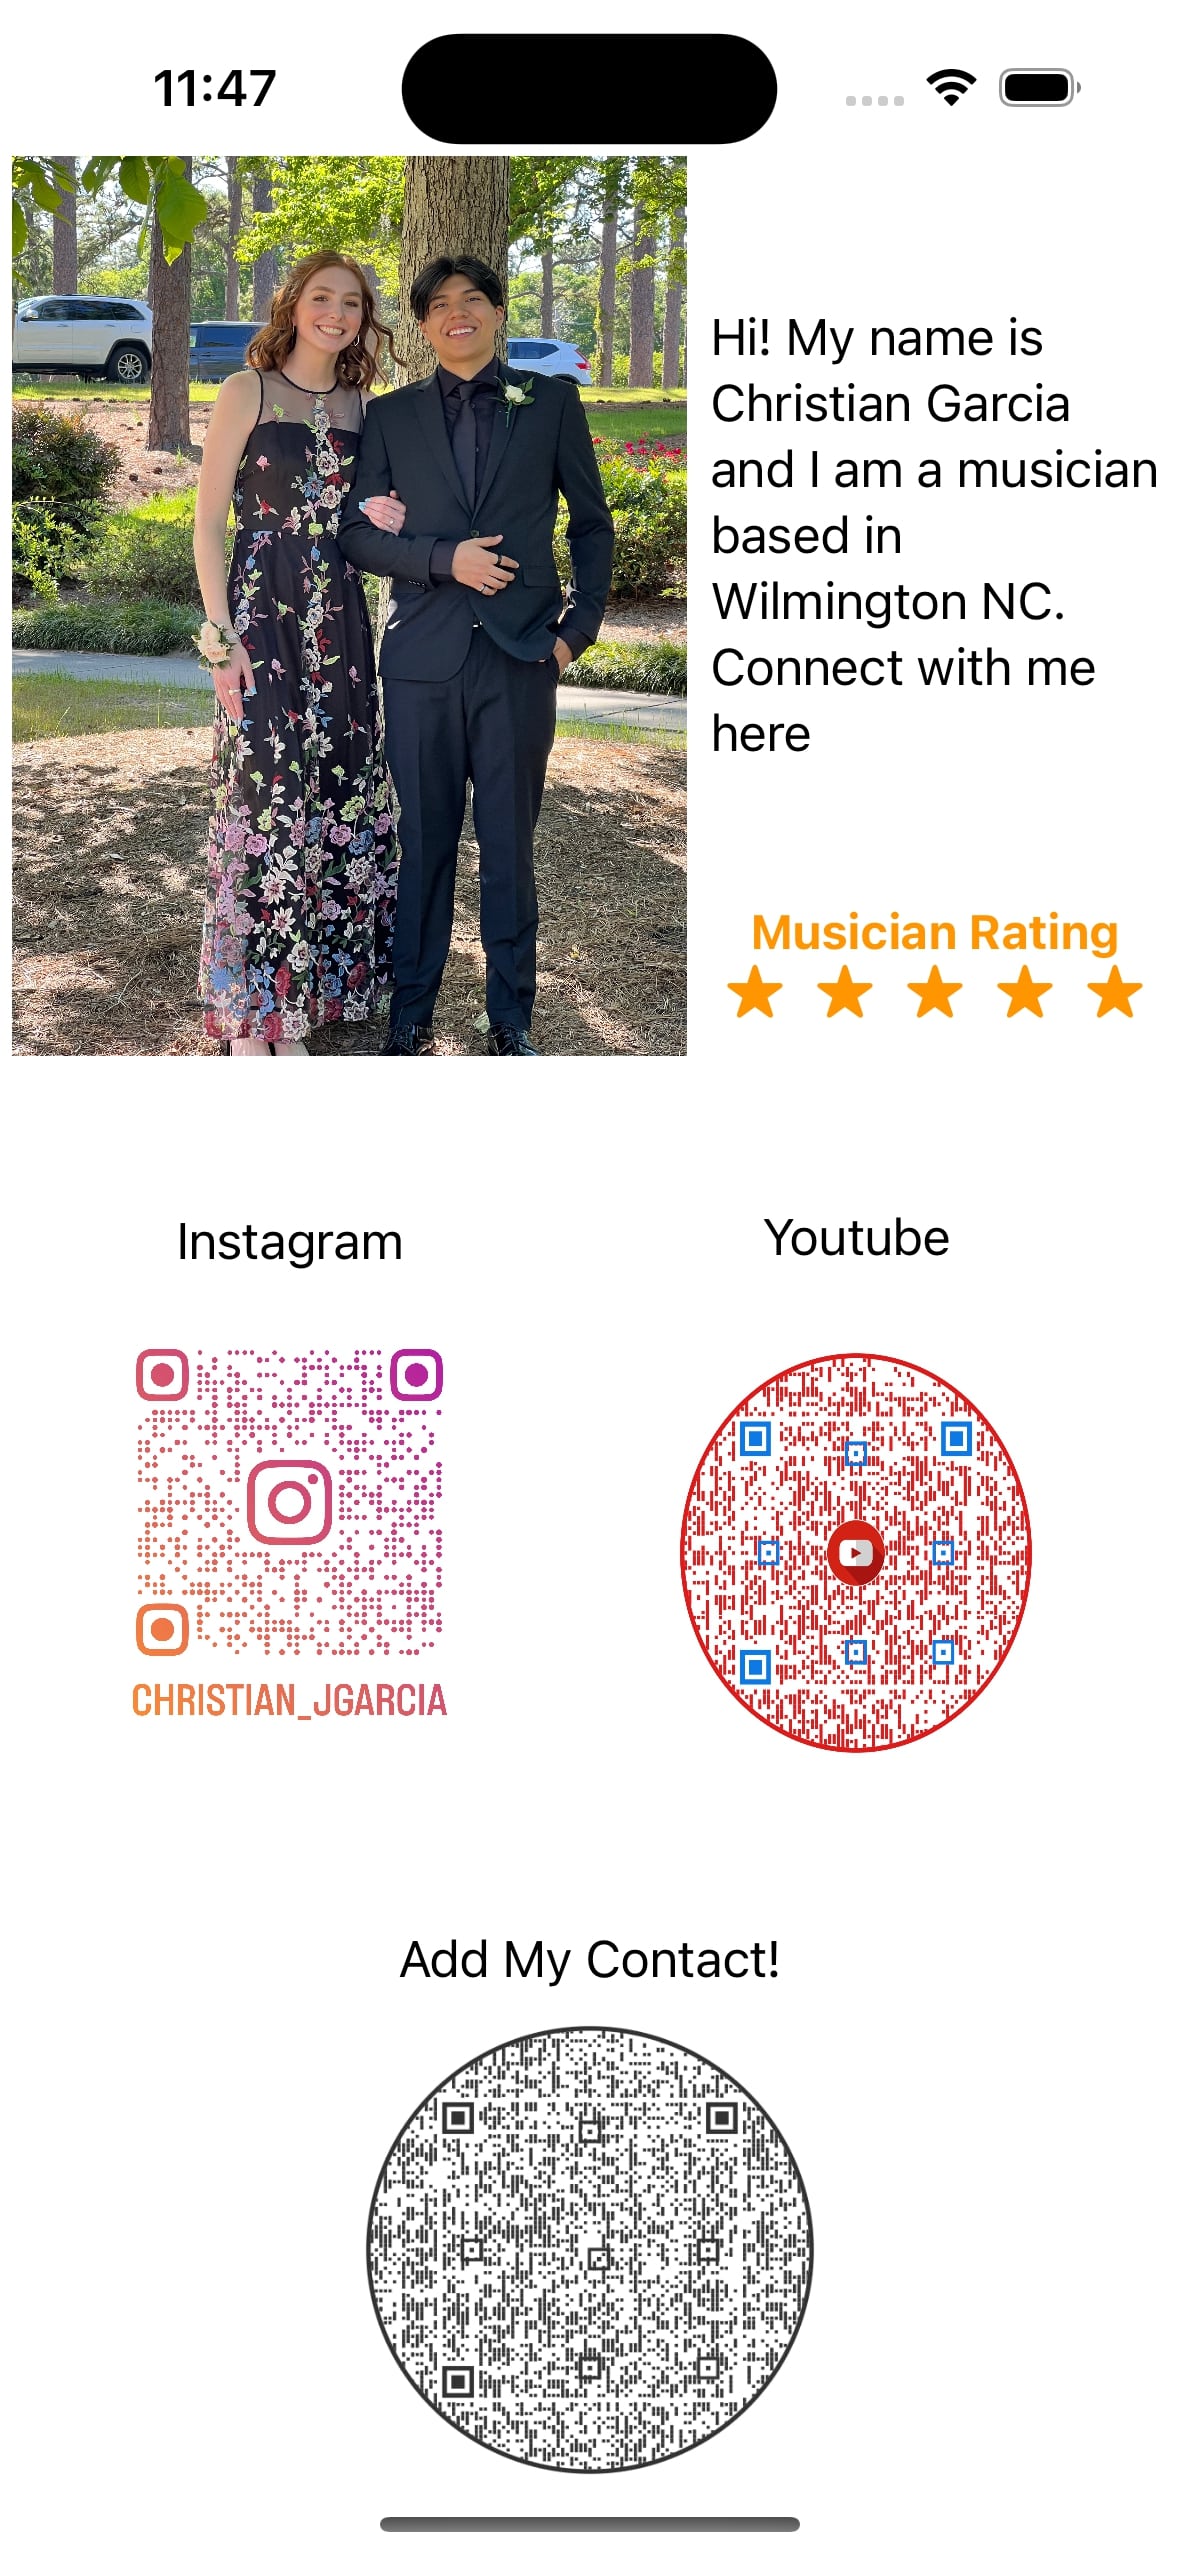 11:47
Hi! My name is
Christian Garcia
and I am a musician
based in
Wilmington NC.
Connect with me
here
Musician Rating
Instagram
Youtube
CHRISTIAN_JGARCIA
Add My Contact!